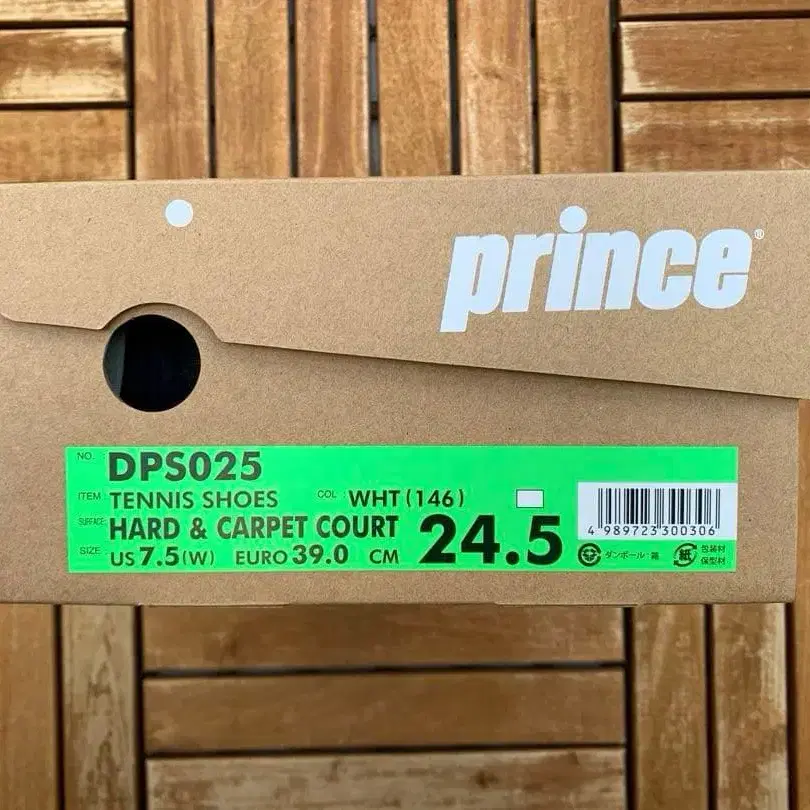 prince®
NO. DPS025
ITEM TENNIS SHOES COL: WHT(146)
SURFACE HARD & CARPET COURT
SIZE US 7.5(W) EURO 39.0 CM 24.5
4 989723 300306
ダンボール:箱
紙 包装材
保型材